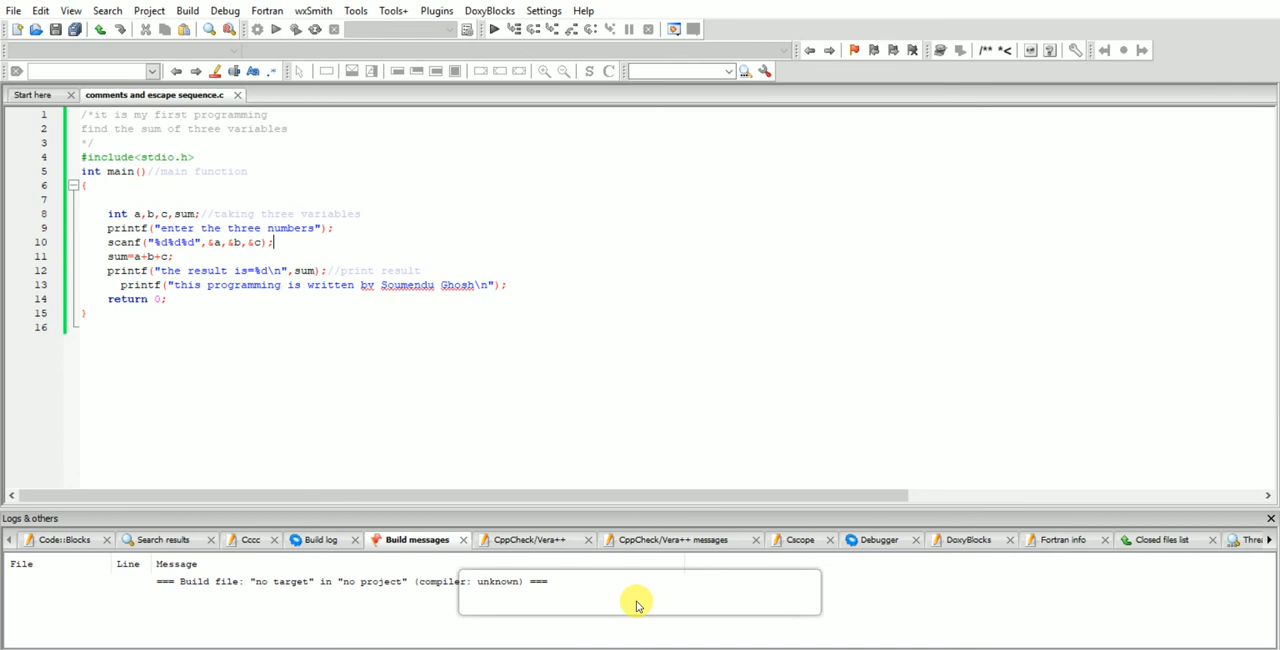 File Edit View Search Project Build Debug Fortran wxSmith Tools Tools+ Plugins DoxyBlocks Settings Help
/** *<
S C
Start here comments and escape sequence.c
1 /*it is my first programming
2 find the sum of three variables
3 */
4 #include<stdio.h>
5 int main()//main function
6 {
7
8 int a,b,c,sum;//taking three variables
9 printf("enter the three numbers");
10 scanf("%d%d%d",&a,&b,&c);
11 sum=a+b+c;
12 printf("the result is=%d\n",sum);//print result
13 printf("this programming is written by Soumendu Ghosh\n");
14 return 0;
15 }
16
Logs & others
Code::Blocks Search results Cccc Build log Build messages CppCheck/Vera++ CppCheck/Vera++ messages Cscope Debugger DoxyBlocks Fortran info Closed files list Threa
File Line Message
=== Build file: "no target" in "no project" (compiler: unknown) ===